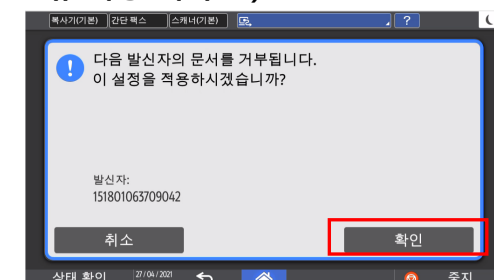 복사기(기본) 간단 팩스 스캐너(기본) ?
다음 발신자의 문서를 거부됩니다.
이 설정을 적용하시겠습니까?
발신자:
151801063709042
취소 확인
상태 확인 27/04/2021 중지